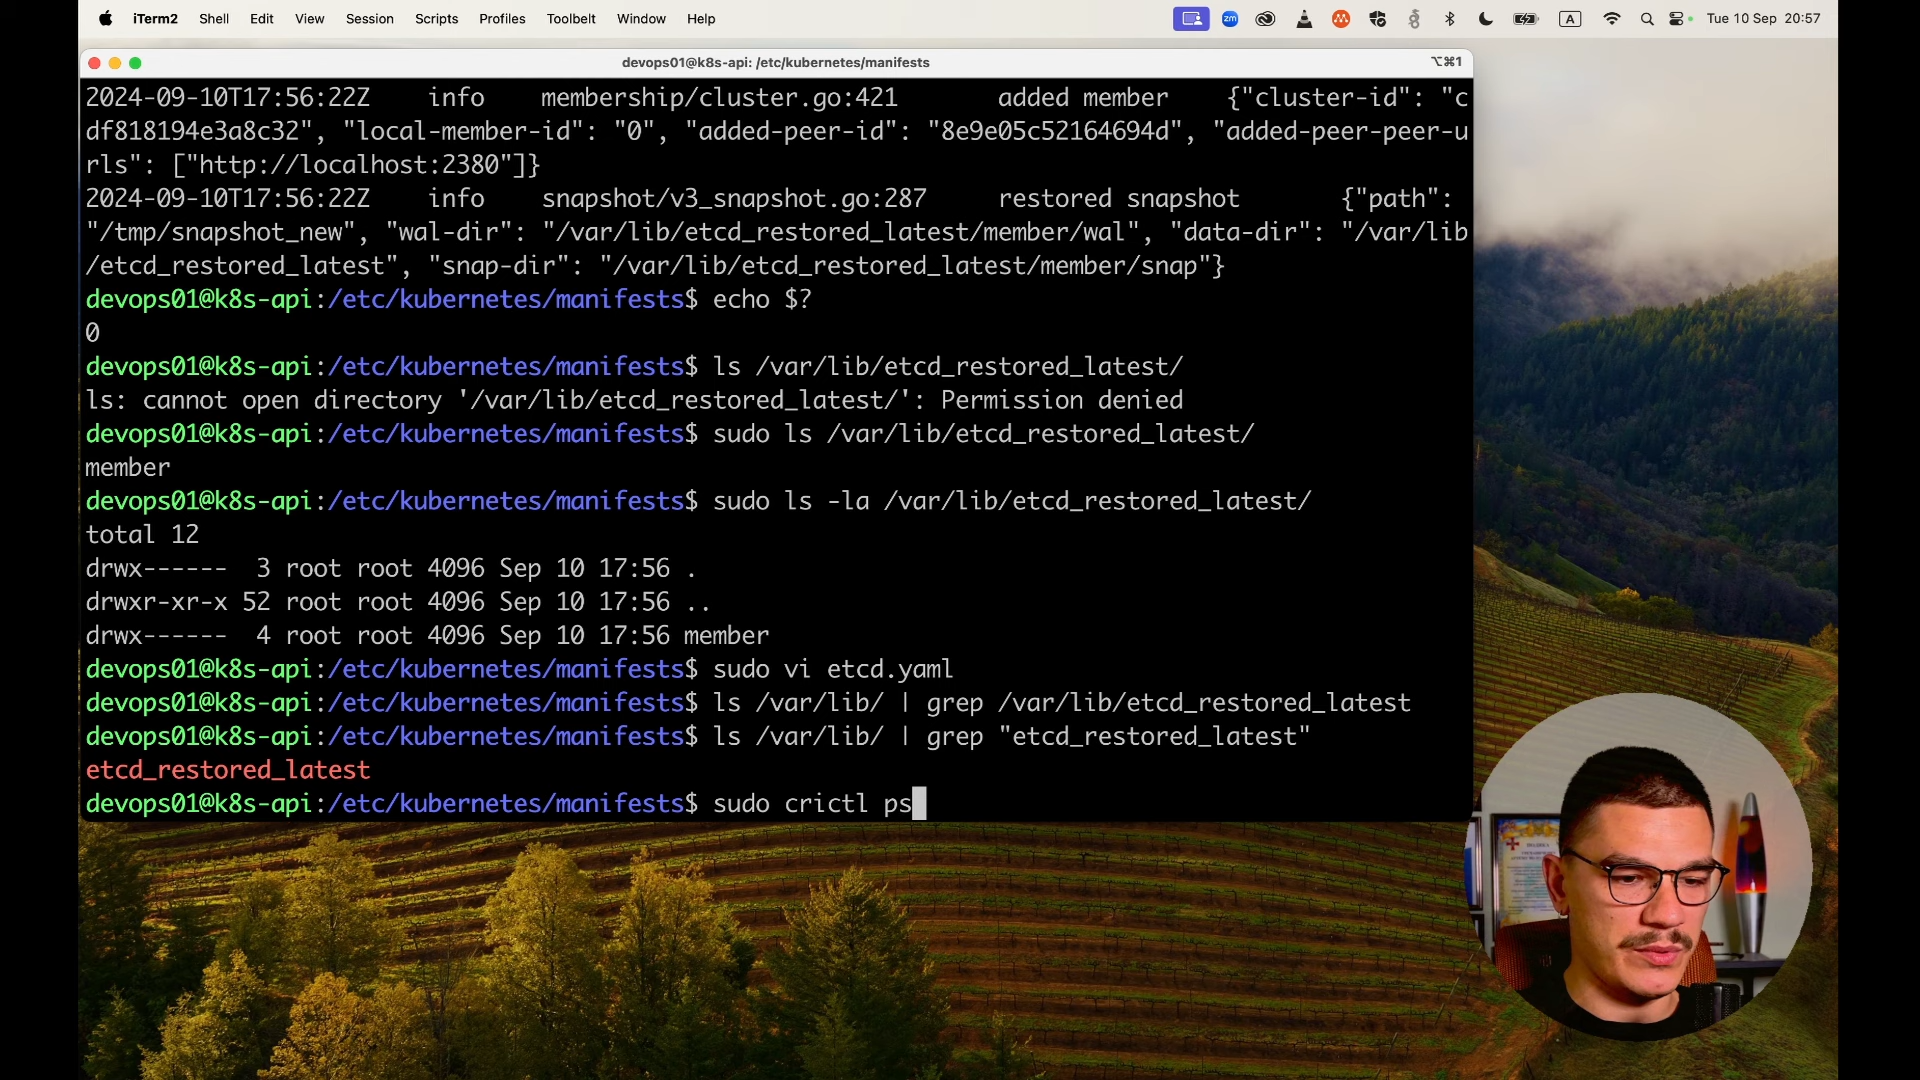 iTerm2 Shell Edit View Session Scripts Profiles Toolbelt Window Help zm A Tue 10 Sep 20:57
devops01@k8s-api: /etc/kubernetes/manifests ⌥⌘1
2024-09-10T17:56:22Z info membership/cluster.go:421 added member {"cluster-id": "c
df818194e3a8c32", "local-member-id": "0", "added-peer-id": "8e9e05c52164694d", "added-peer-peer-u
rls": ["http://localhost:2380"]}
2024-09-10T17:56:22Z info snapshot/v3_snapshot.go:287 restored snapshot {"path":
"/tmp/snapshot_new", "wal-dir": "/var/lib/etcd_restored_latest/member/wal", "data-dir": "/var/lib
/etcd_restored_latest", "snap-dir": "/var/lib/etcd_restored_latest/member/snap"}
devops01@k8s-api:/etc/kubernetes/manifests$ echo $?
0
devops01@k8s-api:/etc/kubernetes/manifests$ ls /var/lib/etcd_restored_latest/
ls: cannot open directory '/var/lib/etcd_restored_latest/': Permission denied
devops01@k8s-api:/etc/kubernetes/manifests$ sudo ls /var/lib/etcd_restored_latest/
member
devops01@k8s-api:/etc/kubernetes/manifests$ sudo ls -la /var/lib/etcd_restored_latest/
total 12
drwx------ 3 root root 4096 Sep 10 17:56 .
drwxr-xr-x 52 root root 4096 Sep 10 17:56 ..
drwx------ 4 root root 4096 Sep 10 17:56 member
devops01@k8s-api:/etc/kubernetes/manifests$ sudo vi etcd.yaml
devops01@k8s-api:/etc/kubernetes/manifests$ ls /var/lib/ | grep /var/lib/etcd_restored_latest
devops01@k8s-api:/etc/kubernetes/manifests$ ls /var/lib/ | grep "etcd_restored_latest"
etcd_restored_latest
devops01@k8s-api:/etc/kubernetes/manifests$ sudo crictl ps